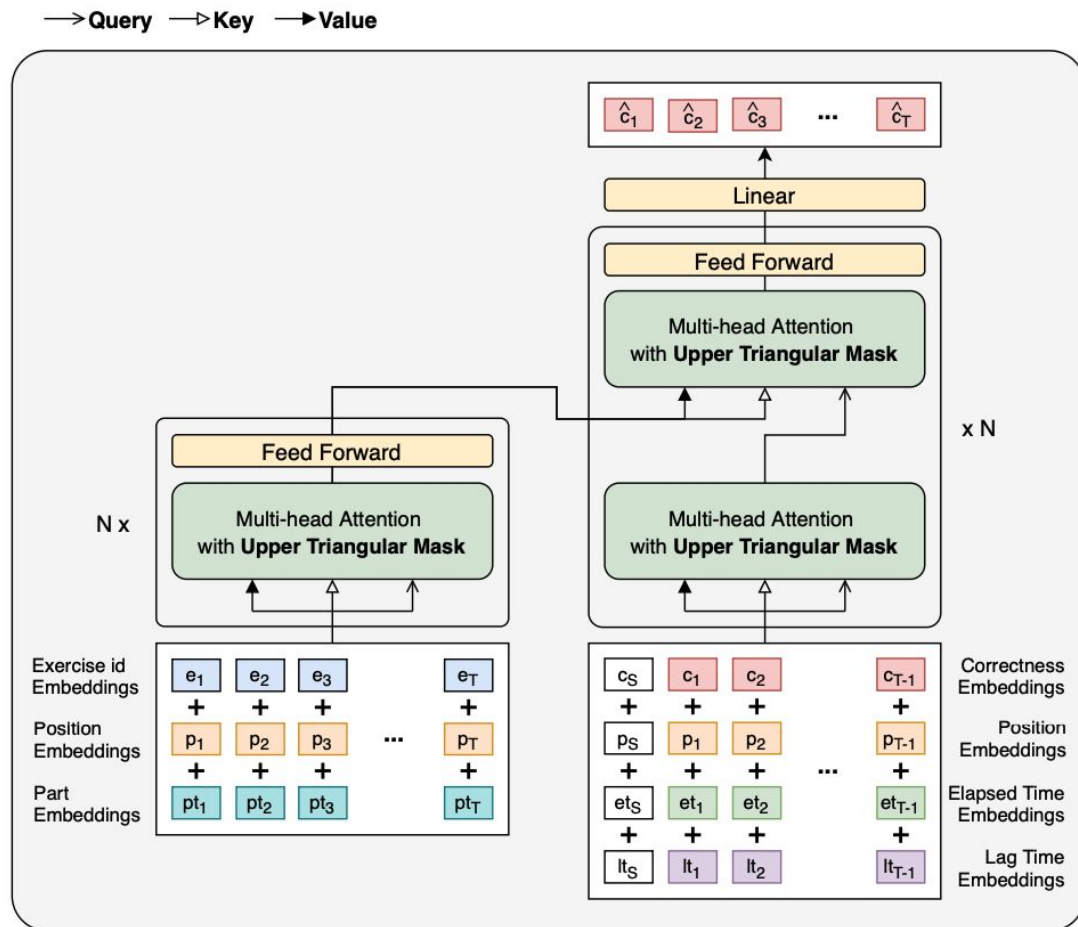 Query Key Value
ĉ1 ĉ2 ĉ3 ... ĉT
Linear
Feed Forward
Multi-head Attention
with Upper Triangular Mask
x N
Feed Forward
Multi-head Attention
with Upper Triangular Mask
N x
Multi-head Attention
with Upper Triangular Mask
Exercise id
Embeddings
e1 e2 e3 eT
+ + + +
Position
Embeddings
p1 p2 p3 ... pT
+ + + +
Part
Embeddings
pt1 pt2 pt3 ptT
cS c1 c2 cT-1
Correctness
Embeddings
+ + + +
pS p1 p2 pT-1
Position
Embeddings
+ + + ... +
etS et1 et2 etT-1
Elapsed Time
Embeddings
+ + + +
ltS lt1 lt2 ltT-1
Lag Time
Embeddings